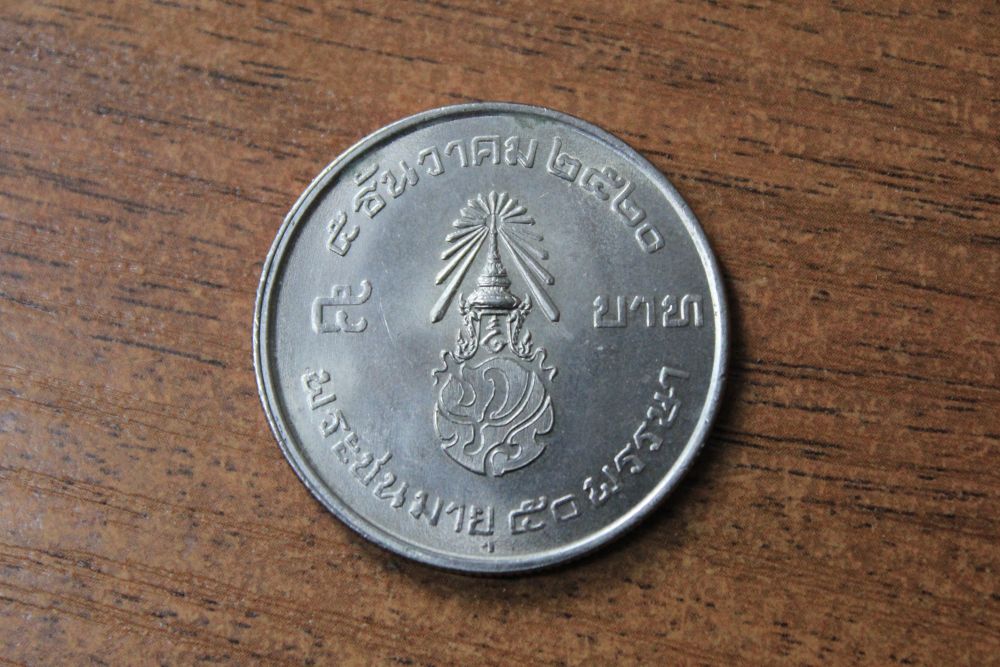 ๕ ธันวาคม ๒๕๒๐
๕ บาท
พระชนมายุ ๕๐ พรรษา